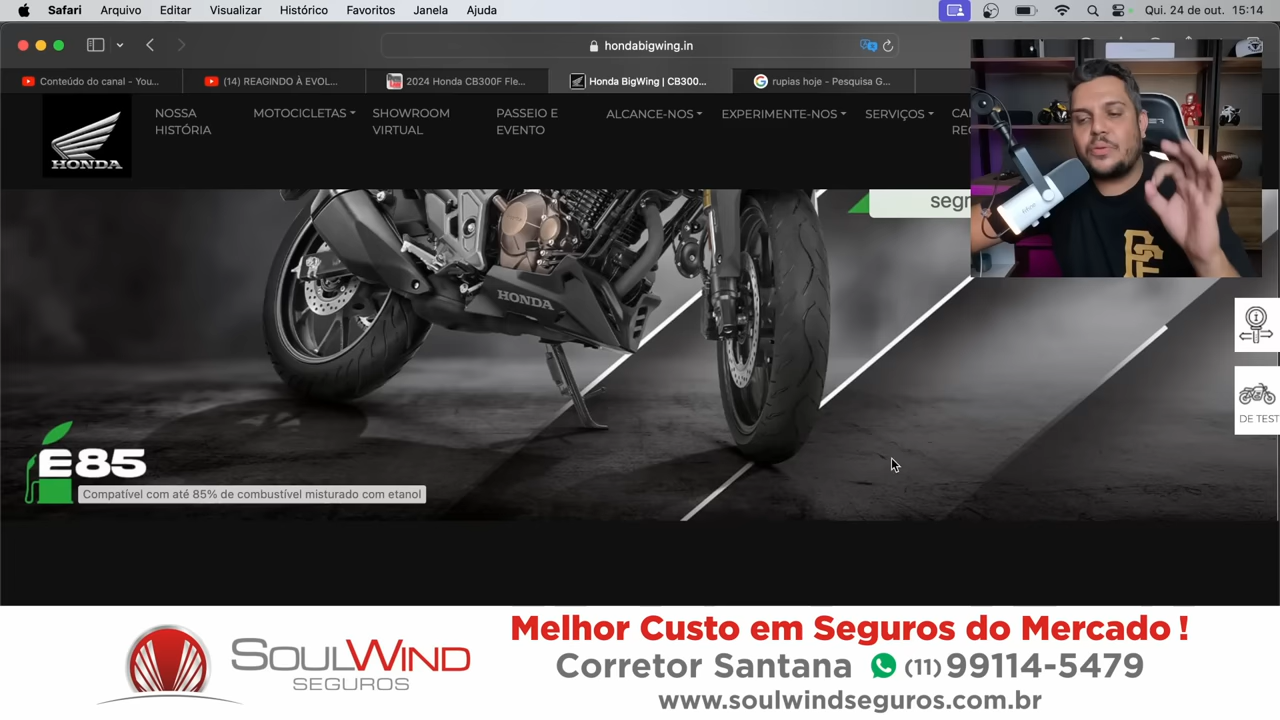 Safari Arquivo Editar Visualizar Histórico Favoritos Janela Ajuda Qui. 24 de out. 15:14
hondabigwing.in
Conteúdo do canal - You...
(14) REAGINDO À EVOL...
2024 Honda CB300F Fle...
Honda BigWing | CB300...
rupias hoje - Pesquisa G...
HONDA
NOSSA
HISTÓRIA
MOTOCICLETAS
SHOWROOM
VIRTUAL
PASSEIO E
EVENTO
ALCANCE-NOS
EXPERIMENTE-NOS
SERVIÇOS
segr
HONDA
DE TEST
E85
Compatível com até 85% de combustível misturado com etanol
SOULWIND
SEGUROS
Melhor Custo em Seguros do Mercado !
Corretor Santana (11) 99114-5479
www.soulwindseguros.com.br